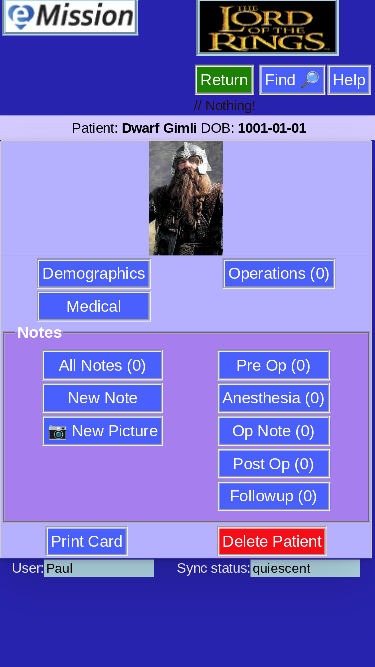 eMission
THE
LORD
OF THE
RINGS
Return Find 🔎 Help
// Nothing!
Patient: Dwarf Gimli DOB: 1001-01-01
Demographics Operations (0)
Medical
Notes
All Notes (0) Pre Op (0)
New Note Anesthesia (0)
📷 New Picture Op Note (0)
Post Op (0)
Followup (0)
Print Card Delete Patient
User: Paul Sync status: quiescent